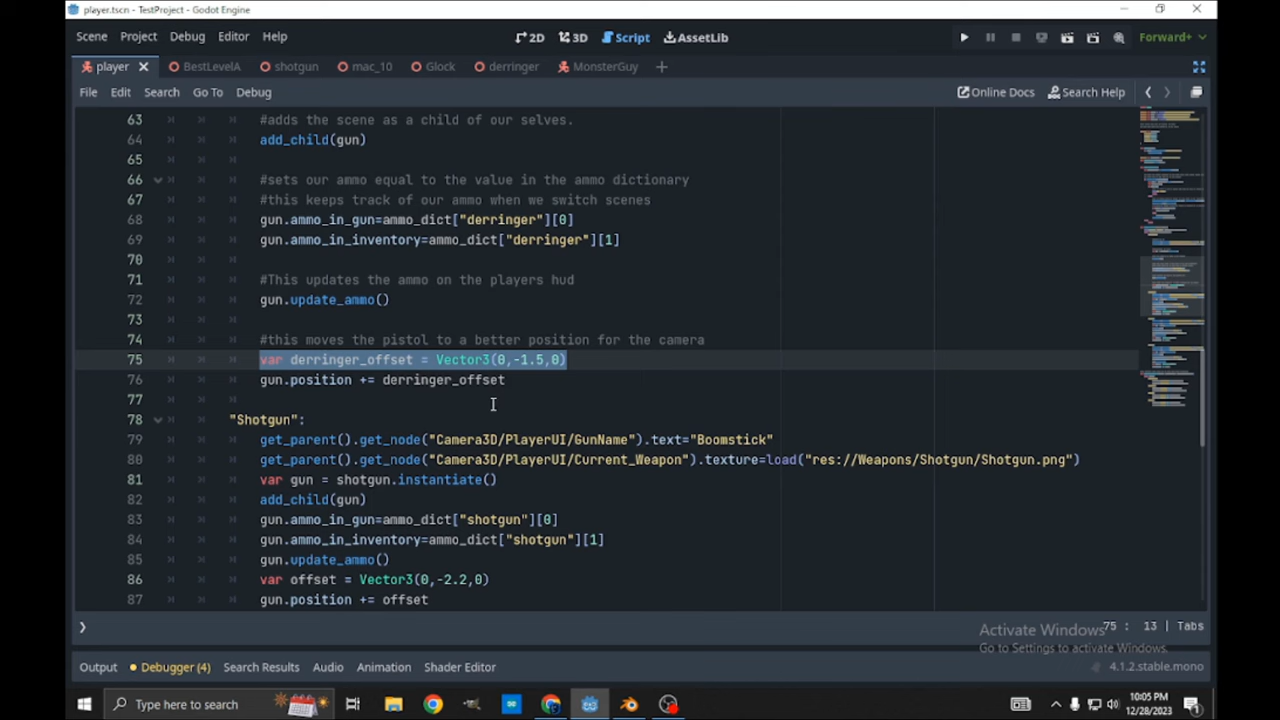 player.tscn - TestProject - Godot Engine
Scene Project Debug Editor Help 2D 3D Script AssetLib Forward+
player BestLevelA shotgun mac_10 Glock derringer MonsterGuy
File Edit Search Go To Debug Online Docs Search Help
63 #adds the scene as a child of our selves.
64 add_child(gun)
65
66 #sets our ammo equal to the value in the ammo dictionary
67 #this keeps track of our ammo when we switch scenes
68 gun.ammo_in_gun=ammo_dict["derringer"][0]
69 gun.ammo_in_inventory=ammo_dict["derringer"][1]
70
71 #This updates the ammo on the players hud
72 gun.update_ammo()
73
74 #this moves the pistol to a better position for the camera
75 var derringer_offset = Vector3(0,-1.5,0)
76 gun.position += derringer_offset
77
78 "Shotgun":
79 get_parent().get_node("Camera3D/PlayerUI/GunName").text="Boomstick"
80 get_parent().get_node("Camera3D/PlayerUI/Current_Weapon").texture=load("res://Weapons/Shotgun/Shotgun.png")
81 var gun = shotgun.instantiate()
82 add_child(gun)
83 gun.ammo_in_gun=ammo_dict["shotgun"][0]
84 gun.ammo_in_inventory=ammo_dict["shotgun"][1]
85 gun.update_ammo()
86 var offset = Vector3(0,-2.2,0)
87 gun.position += offset
Activate Windows
75 : 13 | Tabs
Go to Settings to activate Windows.
Output Debugger (4) Search Results Audio Animation Shader Editor 4.1.2.stable.mono
Type here to search 10:05 PM
12/28/2023